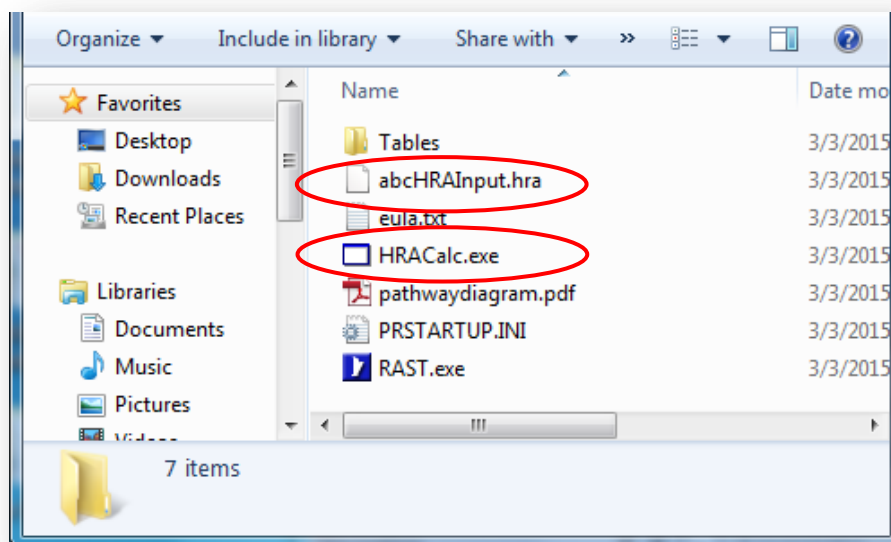 Organize Include in library Share with »
Favorites
Desktop
Downloads
Recent Places
Libraries
Documents
Music
Pictures
Videos
Name Date mo
Tables 3/3/2015
abcHRAInput.hra 3/3/2015
eula.txt 3/3/2015
HRACalc.exe 3/3/2015
pathwaydiagram.pdf 3/3/2015
PRSTARTUP.INI 3/3/2015
RAST.exe 3/3/2015
7 items